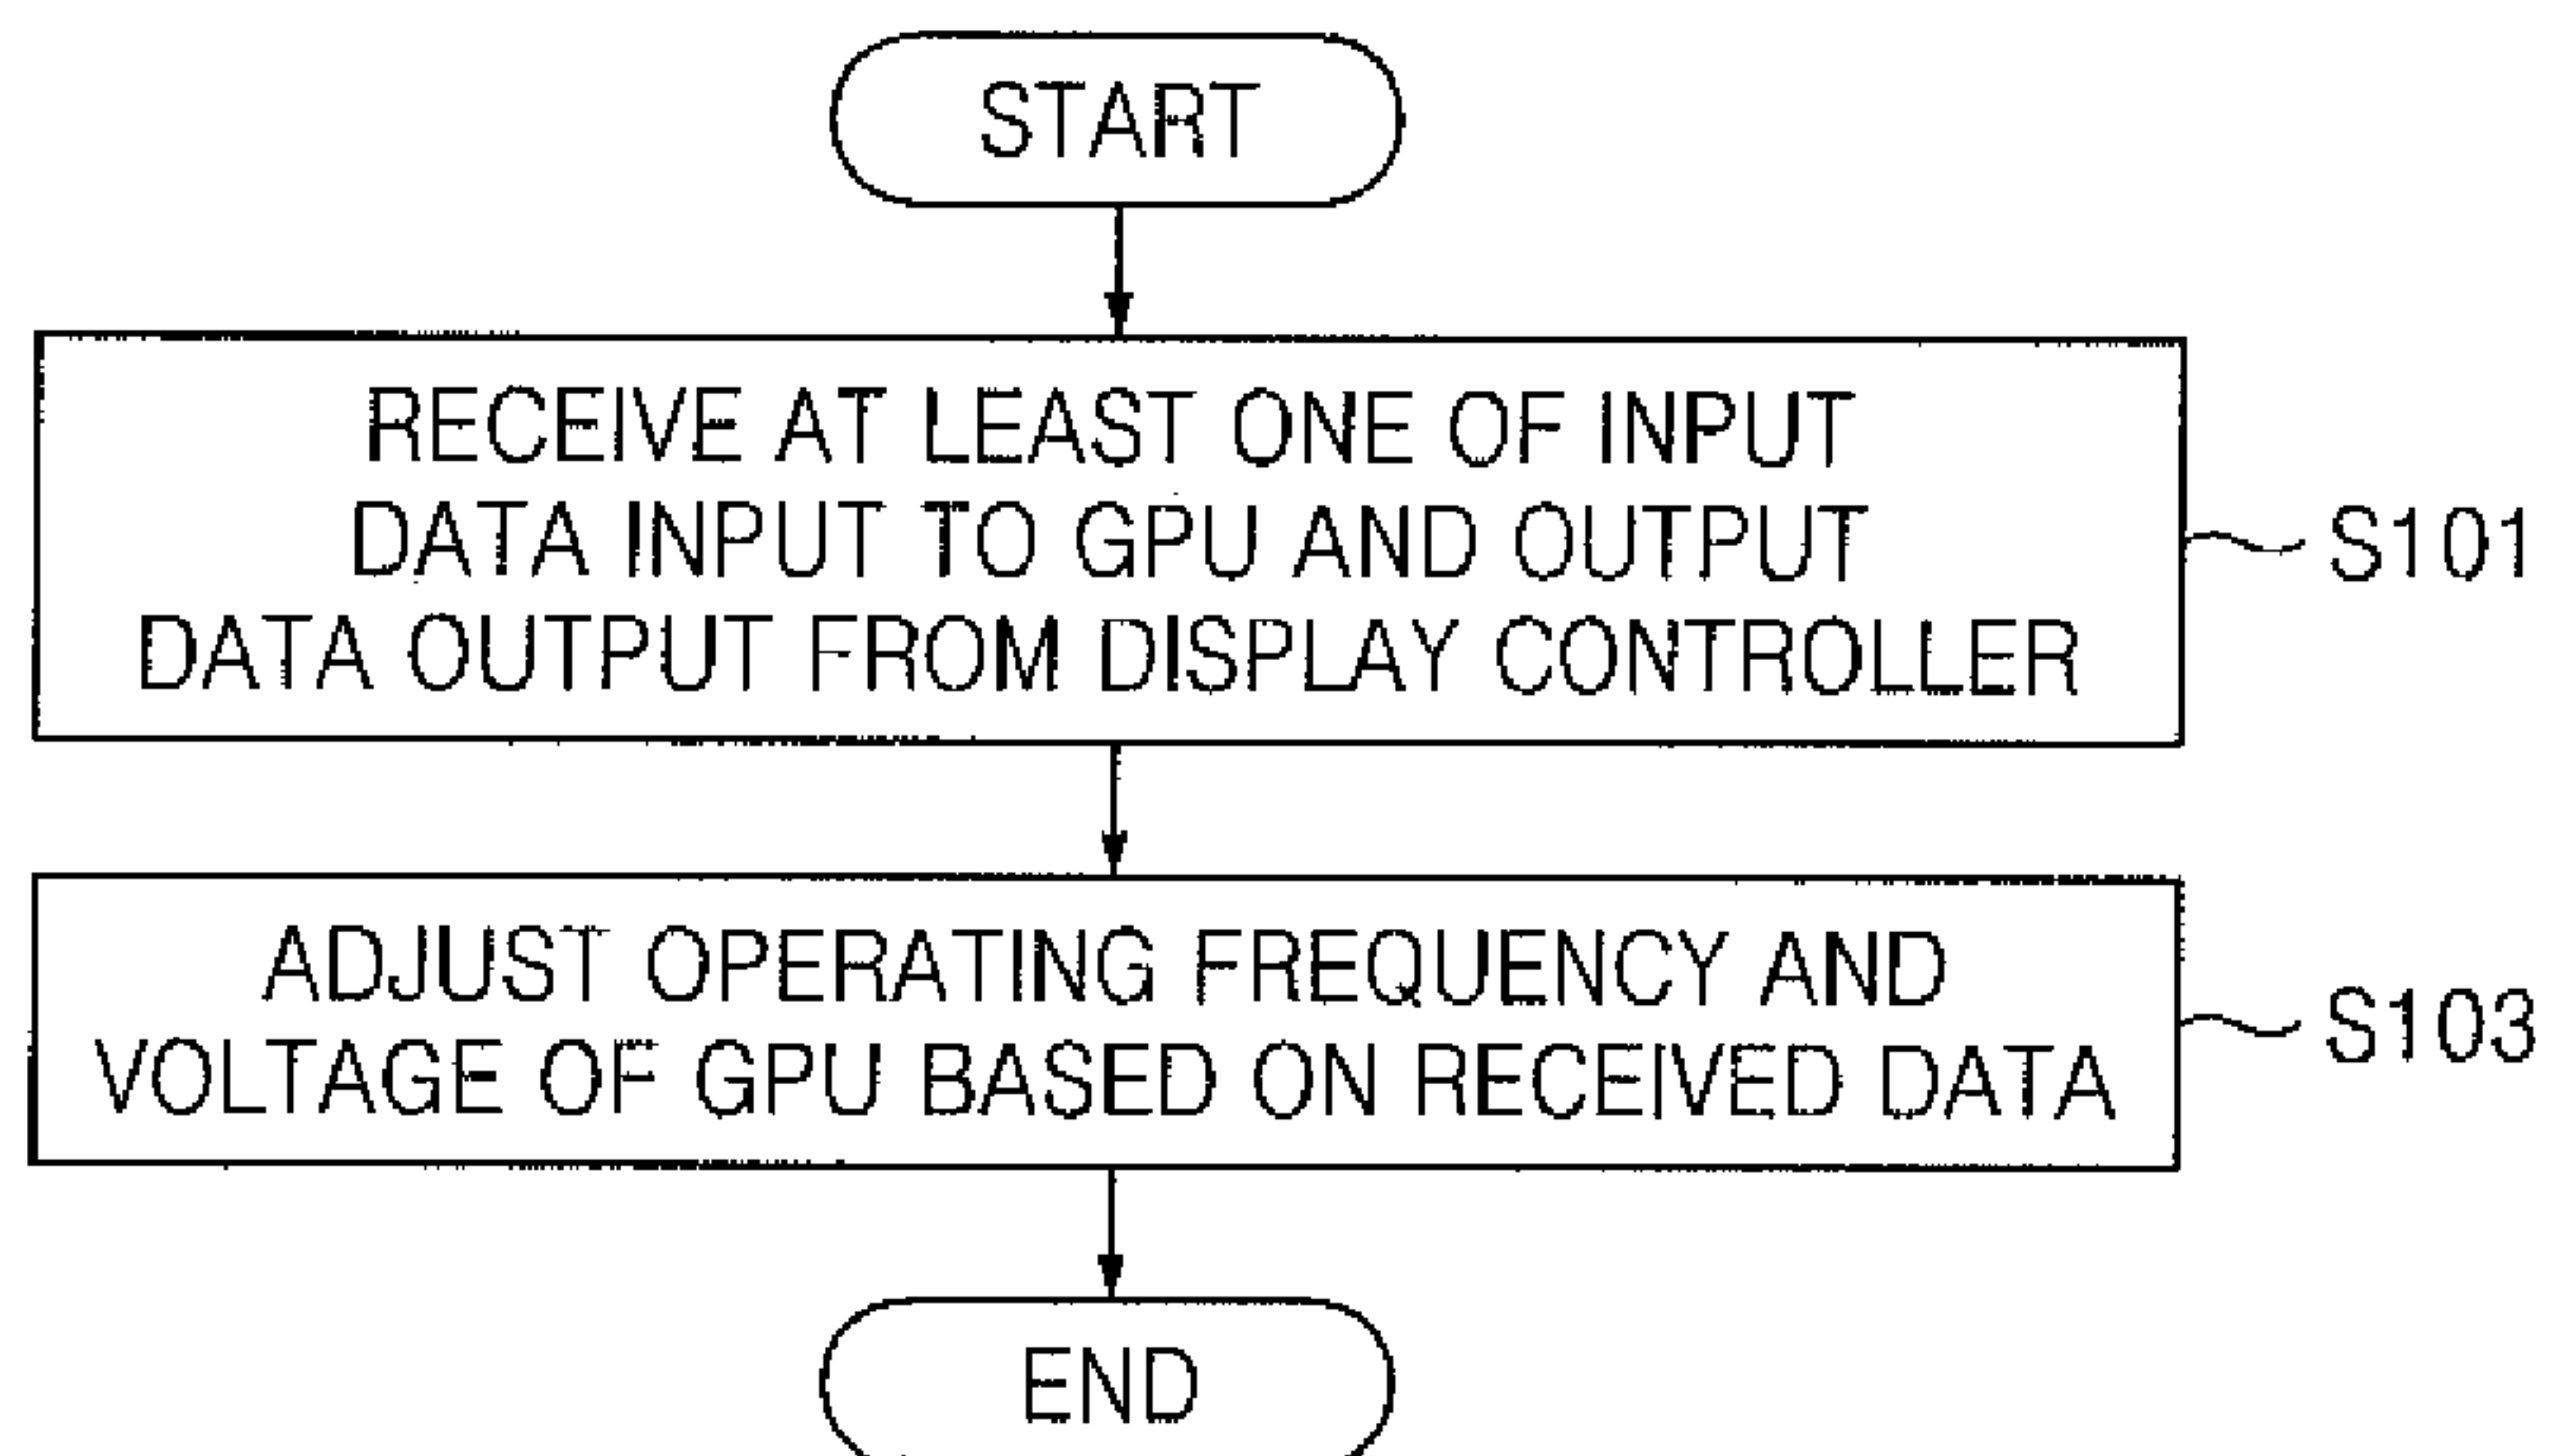 START
RECEIVE AT LEAST ONE OF INPUT
DATA INPUT TO GPU AND OUTPUT
DATA OUTPUT FROM DISPLAY CONTROLLER
S101
ADJUST OPERATING FREQUENCY AND
VOLTAGE OF GPU BASED ON RECEIVED DATA
S103
END